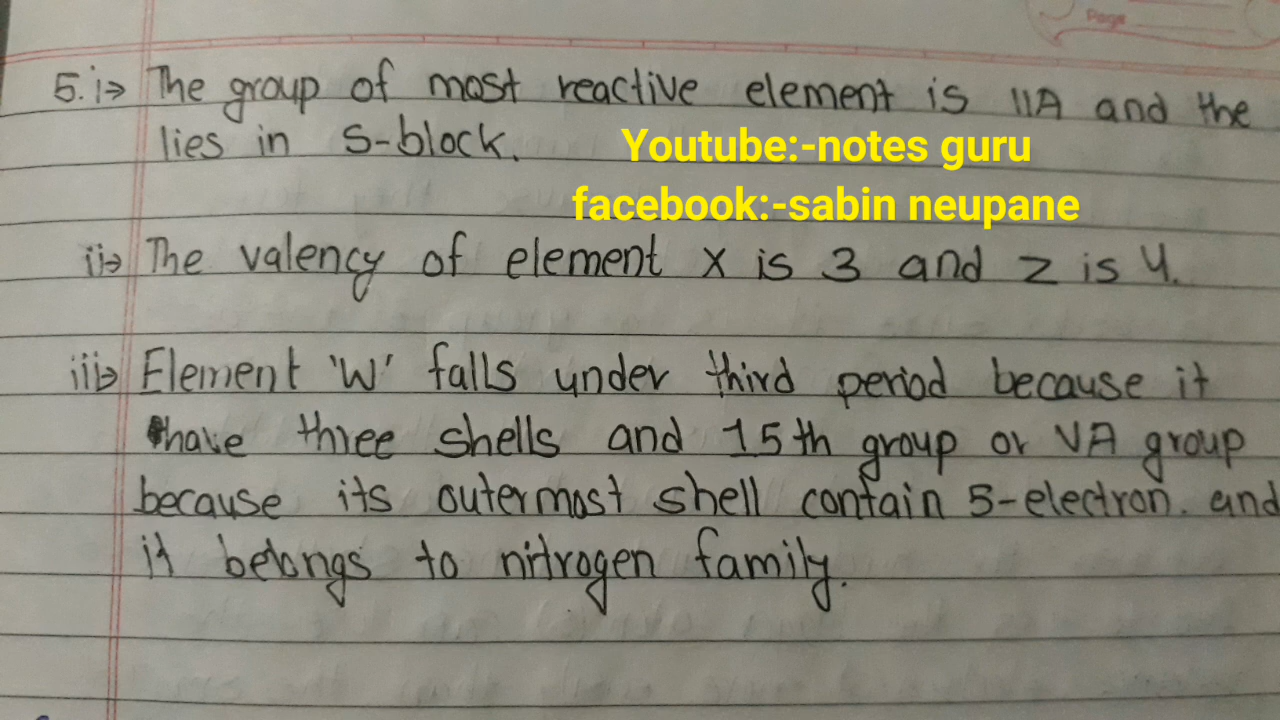 Page
5.i→ The group of most reactive element is IIA and the
lies in S-block.
Youtube:-notes guru
facebook:-sabin neupane
ii→ The valency of element X is 3 and Z is 4.
iii→ Element 'W' falls under third period because it
have three shells and 15th group or VA group
because its outermost shell contain 5-electron. and
it belongs to nitrogen family.